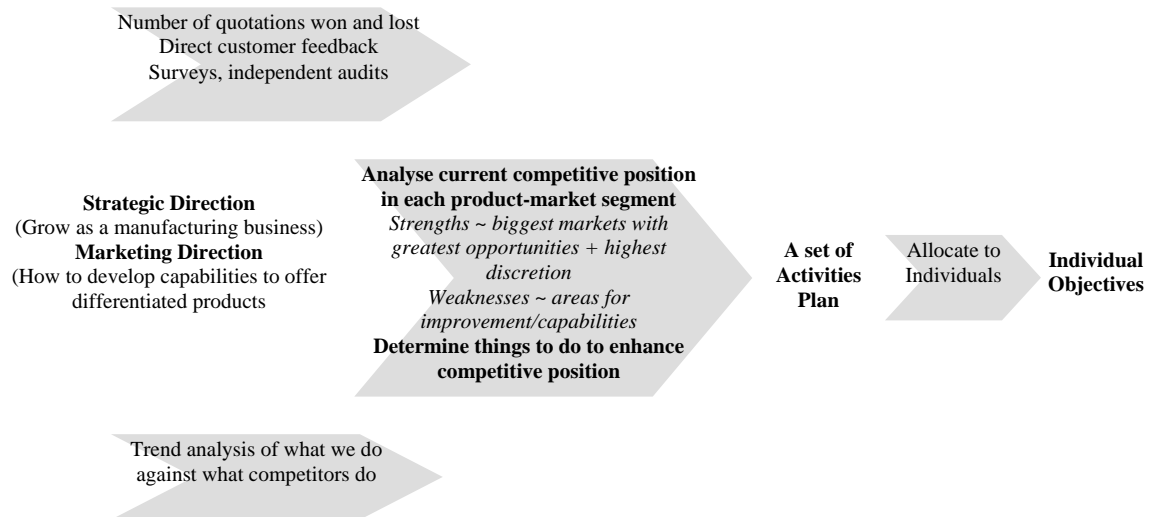 Number of quotations won and lost
Direct customer feedback
Surveys, independent audits
Strategic Direction
(Grow as a manufacturing business)
Marketing Direction
(How to develop capabilities to offer
differentiated products
Analyse current competitive position
in each product-market segment
Strengths ~ biggest markets with
greatest opportunities + highest
discretion
Weaknesses ~ areas for
improvement/capabilities
Determine things to do to enhance
competitive position
A set of
Activities
Plan
Allocate to
Individuals
Individual
Objectives
Trend analysis of what we do
against what competitors do